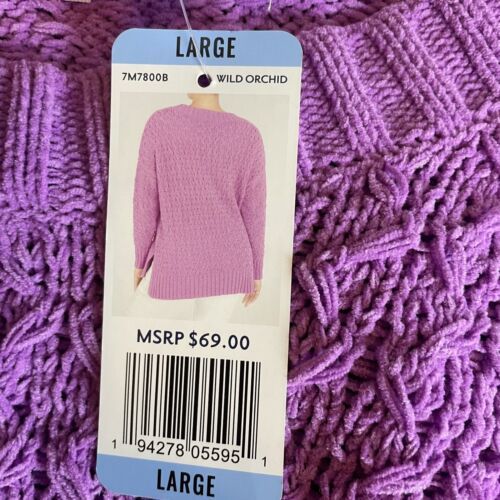 LARGE
7M7800B WILD ORCHID
MSRP $69.00
1 94278 05595 1
LARGE